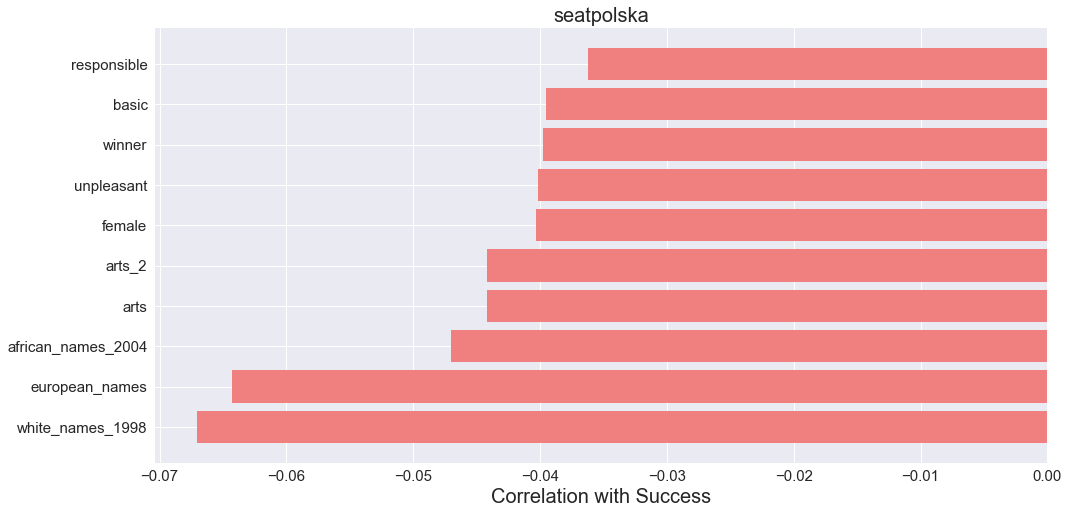 seatpolska
responsible
basic
winner
unpleasant
female
arts_2
arts
african_names_2004
european_names
white_names_1998
−0.07 −0.06 −0.05 −0.04 −0.03 −0.02 −0.01 0.00
Correlation with Success